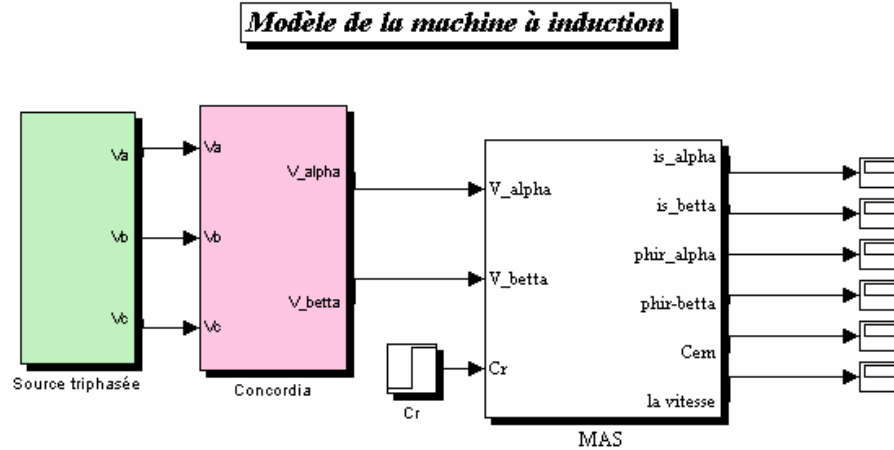 Modèle de la machine à induction
Va
Vb
Vc
Source triphasée
Va
Vb
Vc
V_alpha
V_betta
Concordia
Cr
V_alpha
V_betta
Cr
is_alpha
is_betta
phir_alpha
phir-betta
Cem
la vitesse
MAS